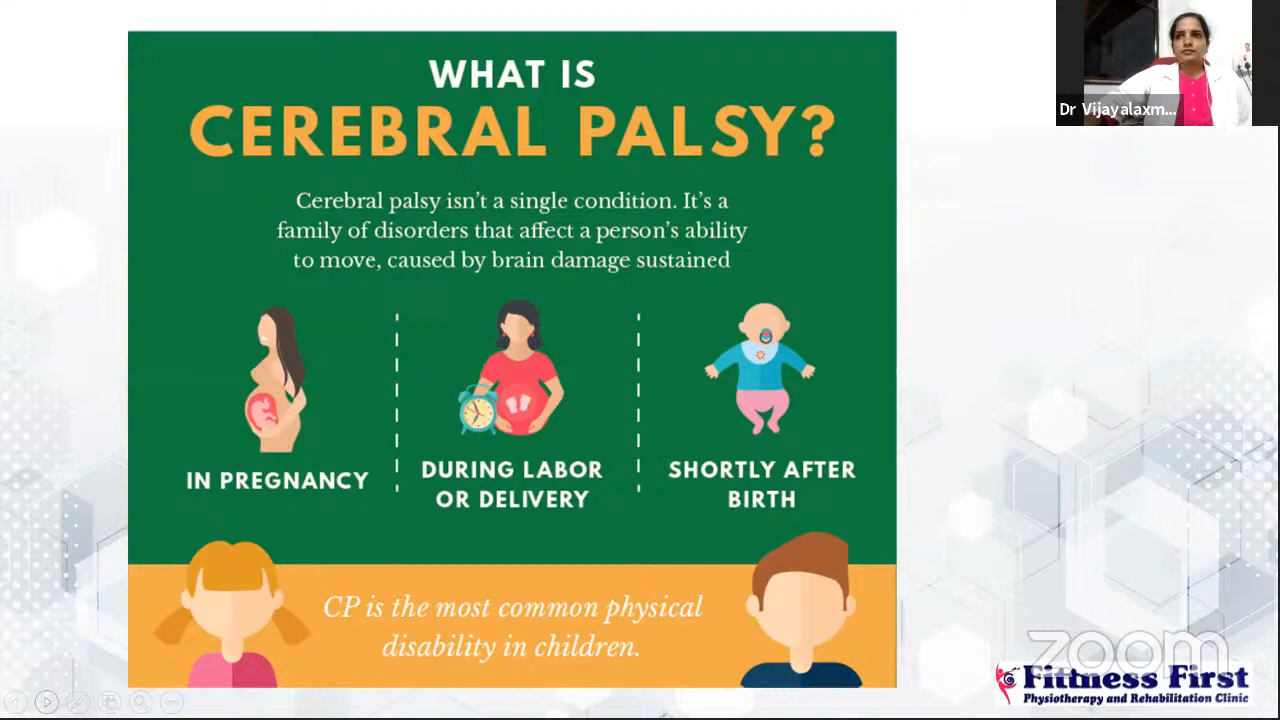 WHAT IS
CEREBRAL PALSY?
Cerebral palsy isn't a single condition. It's a
family of disorders that affect a person's ability
to move, caused by brain damage sustained
IN PREGNANCY
DURING LABOR
OR DELIVERY
SHORTLY AFTER
BIRTH
CP is the most common physical
disability in children.
Dr Vijayalaxm...
zoom
Fittness First
Physiotherapy and Rehabilitation Clinic